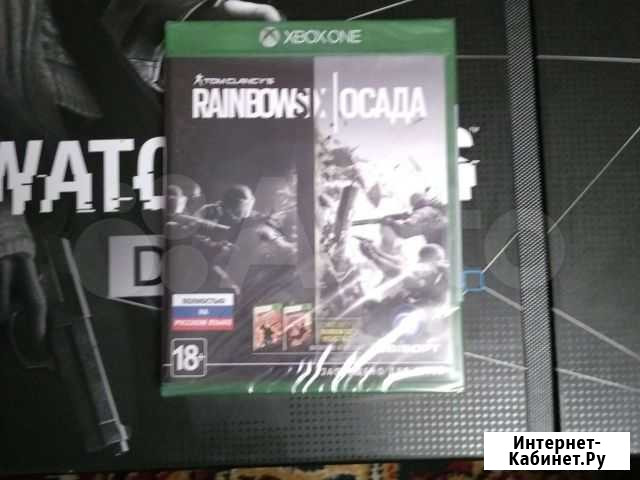 XBOX ONE
TOM CLANCY'S
RAINBOW SIX | ОСАДА
WATC
S
D
ПОЛНОСТЬЮ
НА
РУССКОМ ЯЗЫКЕ
18+
UBISOFT
Интернет-
Кабинет.Ру